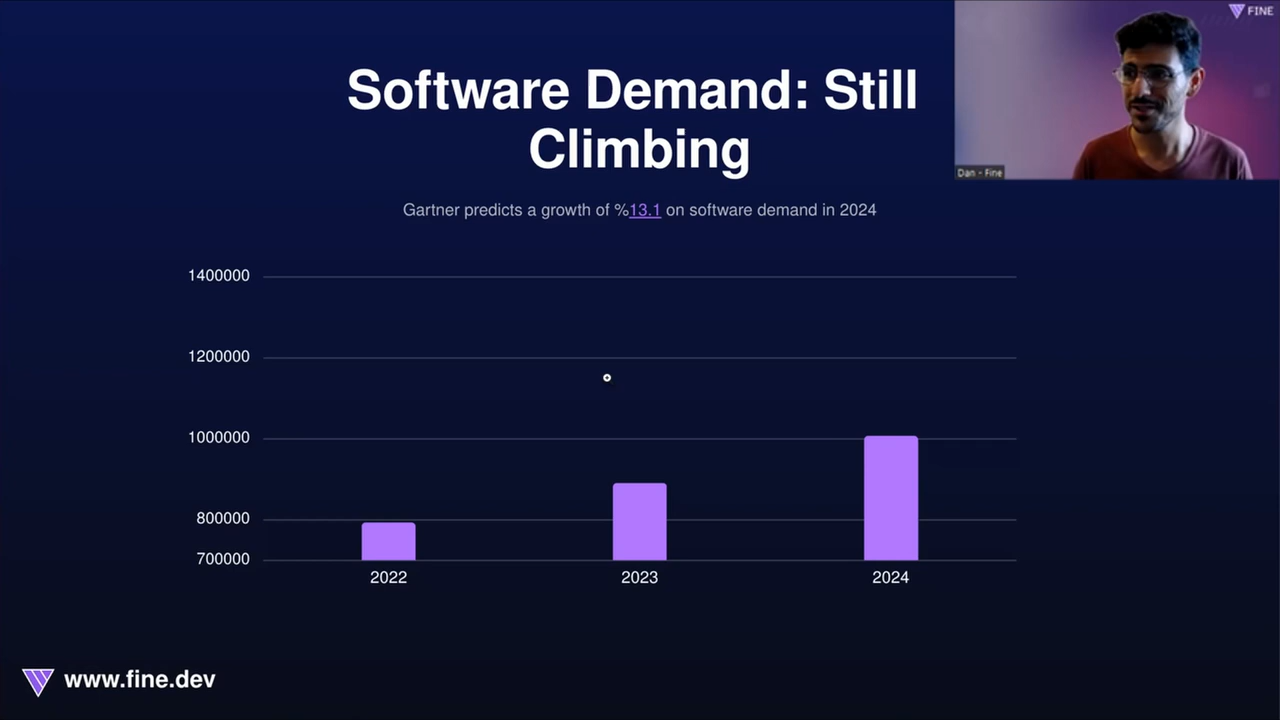 FINE
Dan - Fine
Software Demand: Still
Climbing
Gartner predicts a growth of %13.1 on software demand in 2024
1400000
1200000
1000000
800000
700000
2022
2023
2024
www.fine.dev